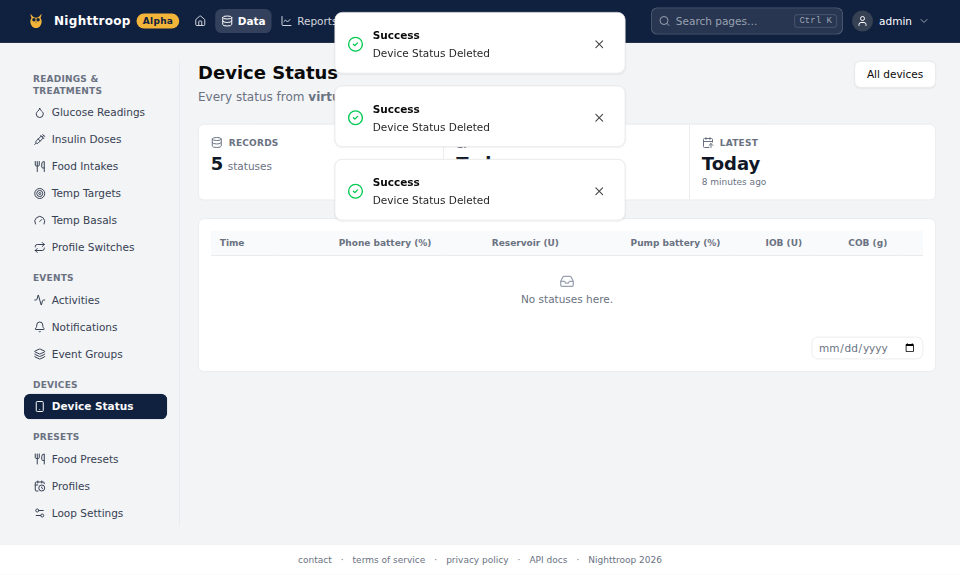 Nighttroop Alpha Data Reports Search pages... Ctrl K admin
Success
Device Status Deleted
Success
Device Status Deleted
Success
Device Status Deleted
READINGS &
TREATMENTS
Glucose Readings
Insulin Doses
Food Intakes
Temp Targets
Temp Basals
Profile Switches
EVENTS
Activities
Notifications
Event Groups
DEVICES
Device Status
PRESETS
Food Presets
Profiles
Loop Settings
Device Status
Every status from
All devices
RECORDS
5 statuses
LATEST
Today
8 minutes ago
Time Phone battery (%) Reservoir (U) Pump battery (%) IOB (U) COB (g)
No statuses here.
mm/dd/yyyy
contact · terms of service · privacy policy · API docs · Nighttroop 2026